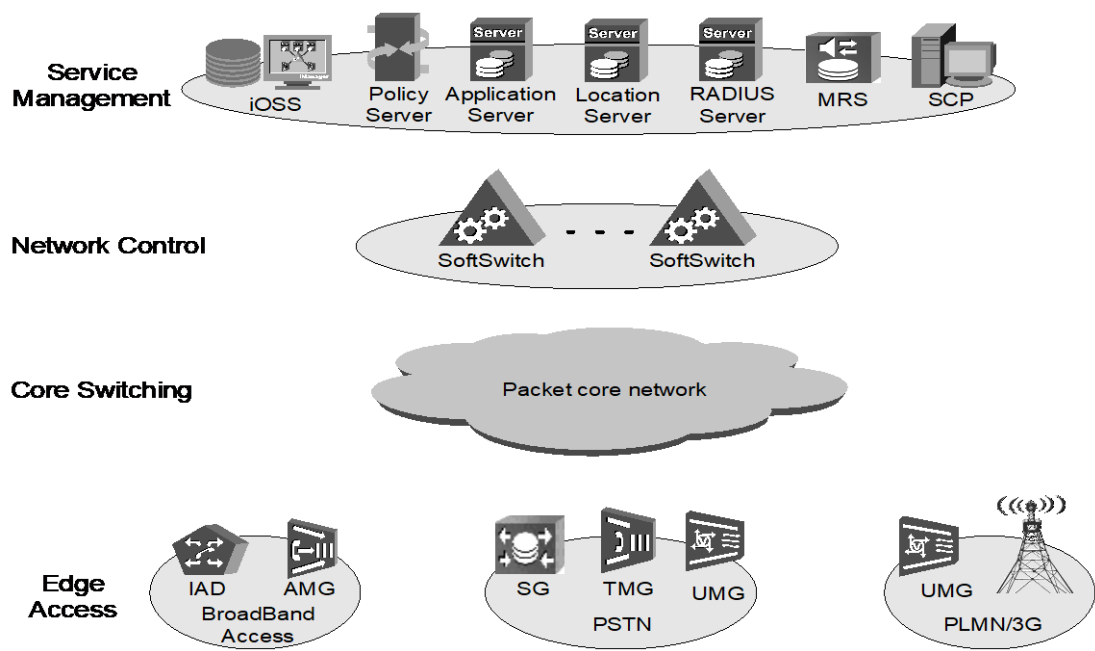 Server
Server
Server
iManager
Service
Management
iOSS
Policy
Server
Application
Server
Location
Server
RADIUS
Server
MRS
SCP
Network Control
SoftSwitch
- - -
SoftSwitch
Core Switching
Packet core network
Edge
Access
IAD
AMG
BroadBand
Access
SG
TMG
UMG
PSTN
UMG
PLMN/3G